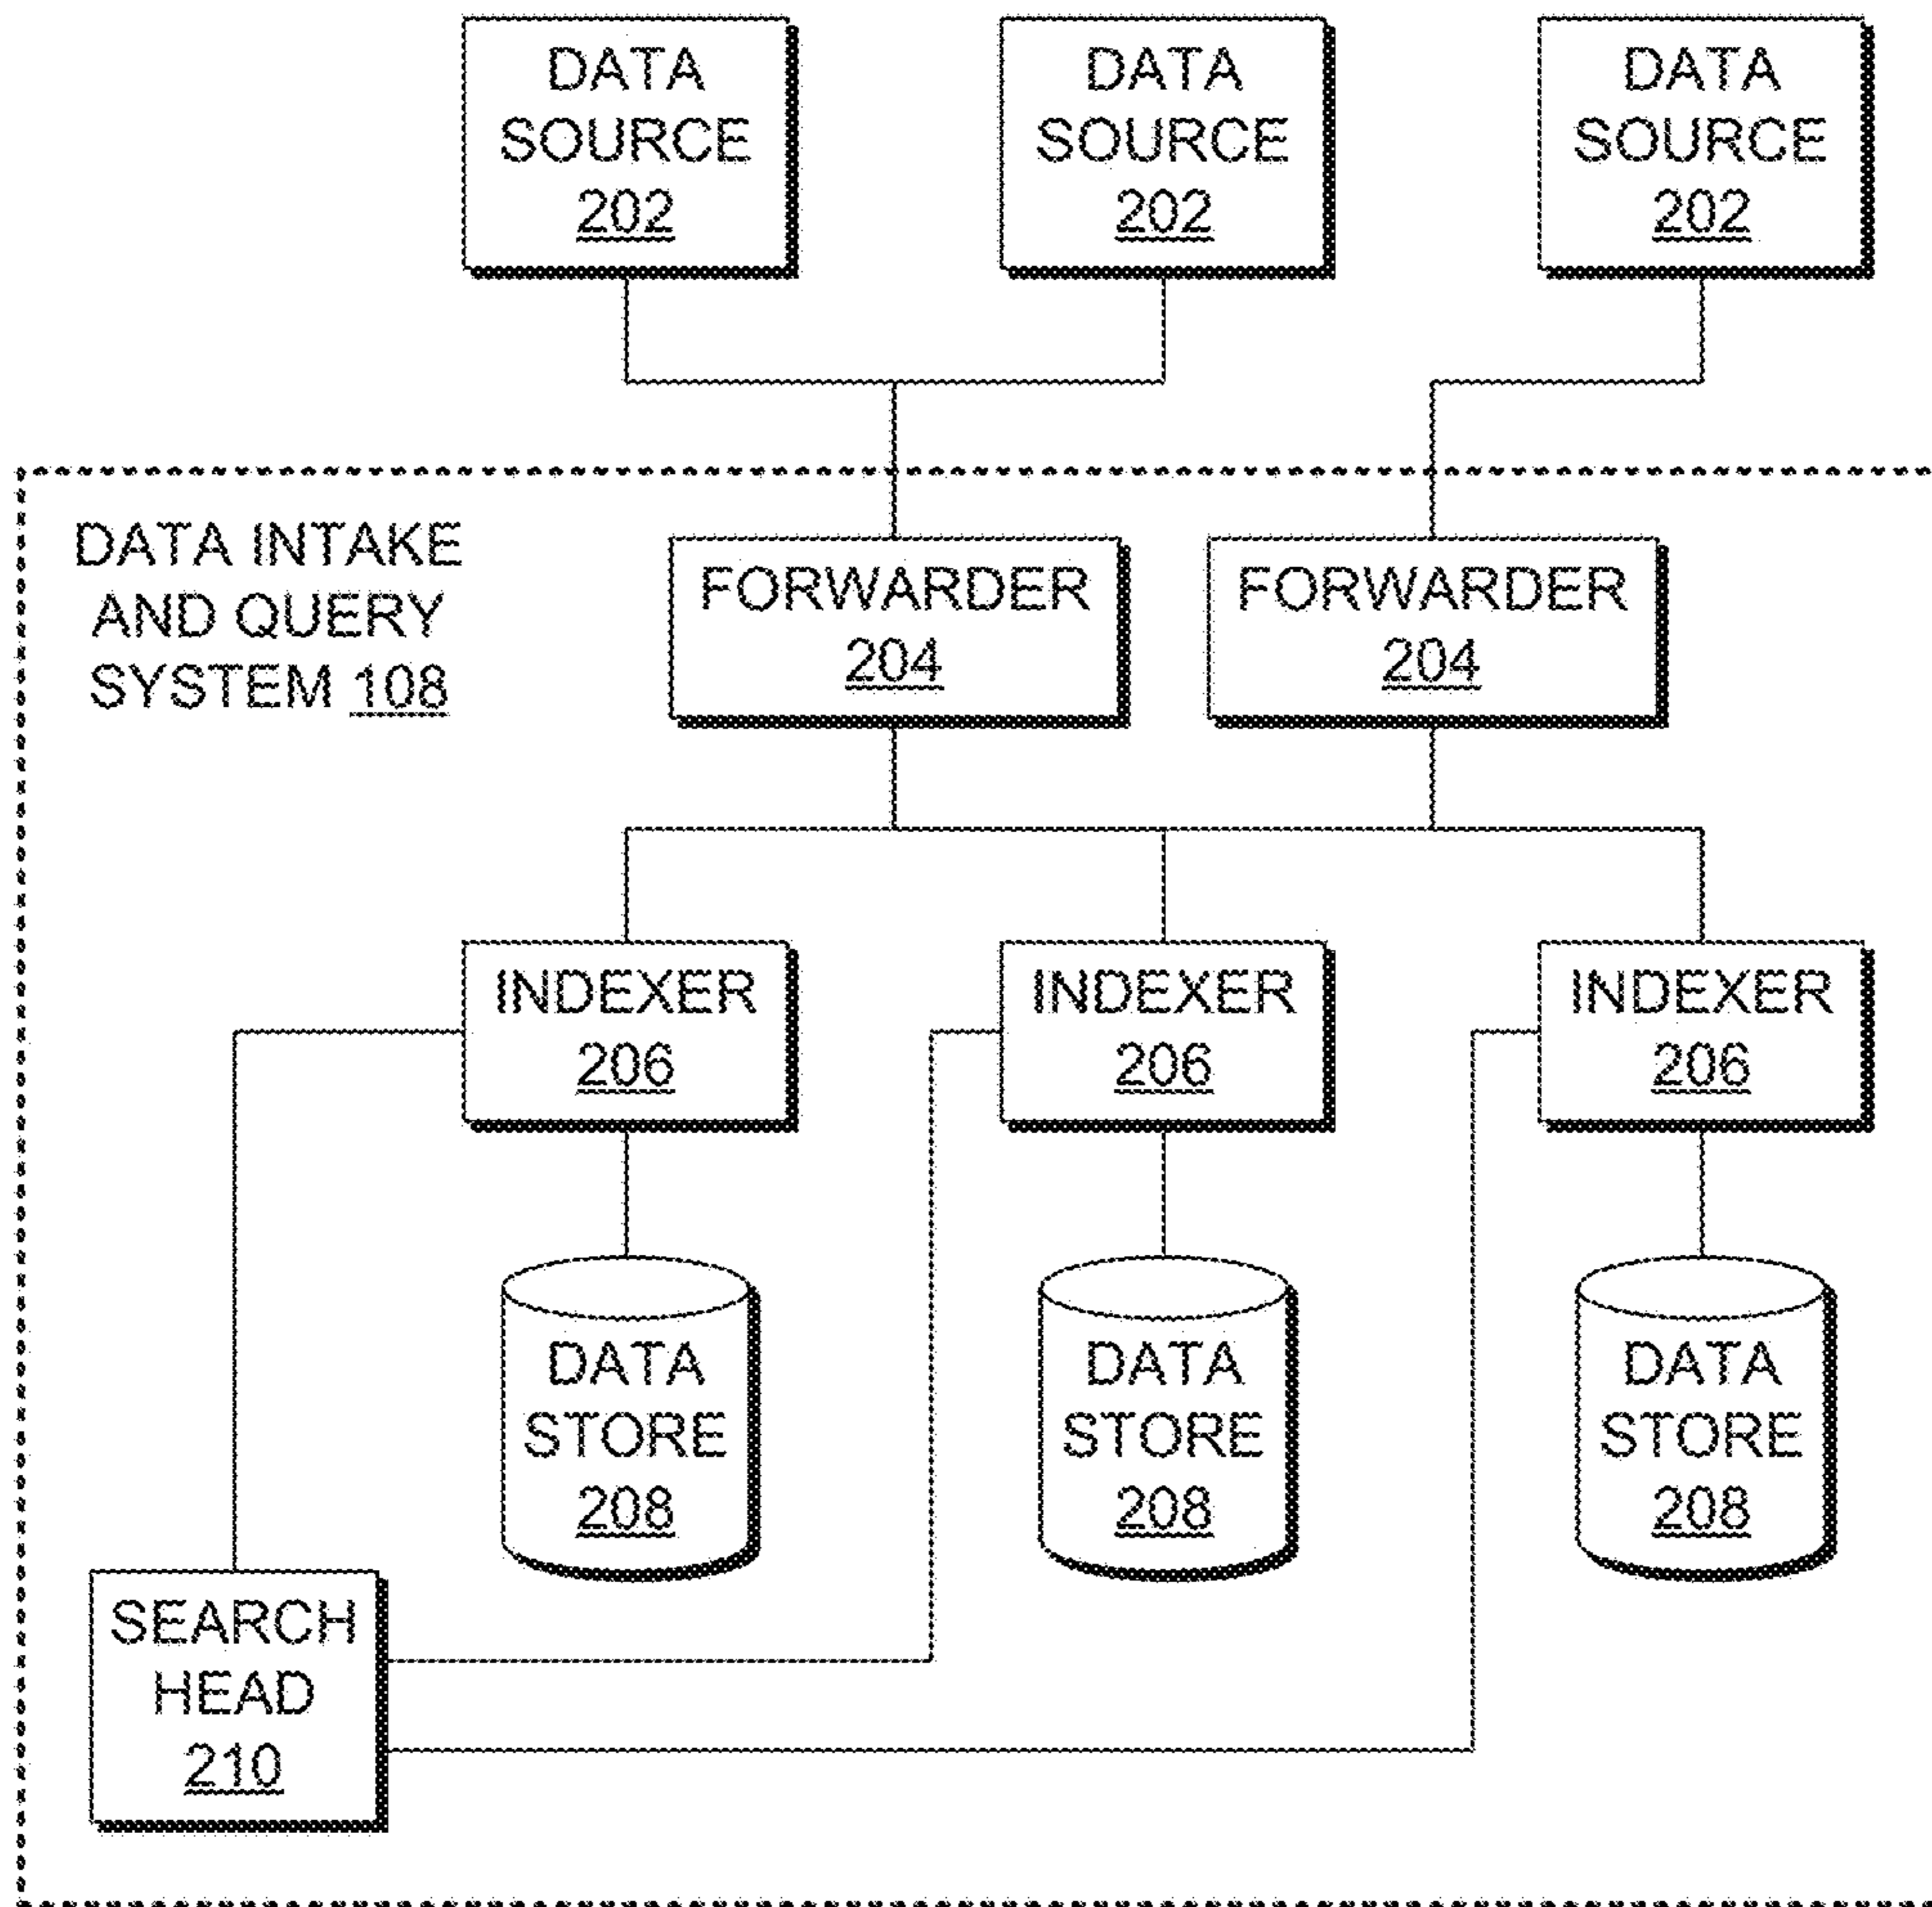 DATA
SOURCE
202
DATA
SOURCE
202
DATA
SOURCE
202
DATA INTAKE
AND QUERY
SYSTEM 108
FORWARDER
204
FORWARDER
204
INDEXER
206
INDEXER
206
INDEXER
206
DATA
STORE
208
DATA
STORE
208
DATA
STORE
208
SEARCH
HEAD
210